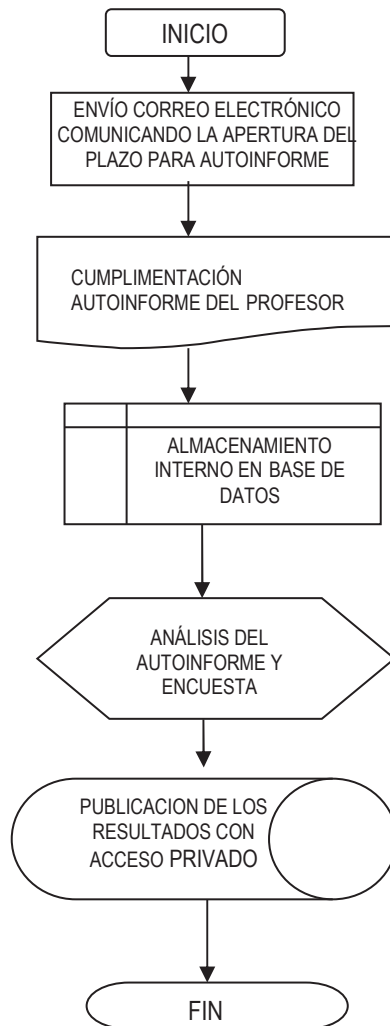 INICIO
ENVÍO CORREO ELECTRÓNICO
COMUNICANDO LA APERTURA DEL
PLAZO PARA AUTOINFORME
CUMPLIMENTACIÓN
AUTOINFORME DEL PROFESOR
ALMACENAMIENTO
INTERNO EN BASE DE
DATOS
ANÁLISIS DEL
AUTOINFORME Y
ENCUESTA
PUBLICACION DE LOS
RESULTADOS CON
ACCESO PRIVADO
FIN